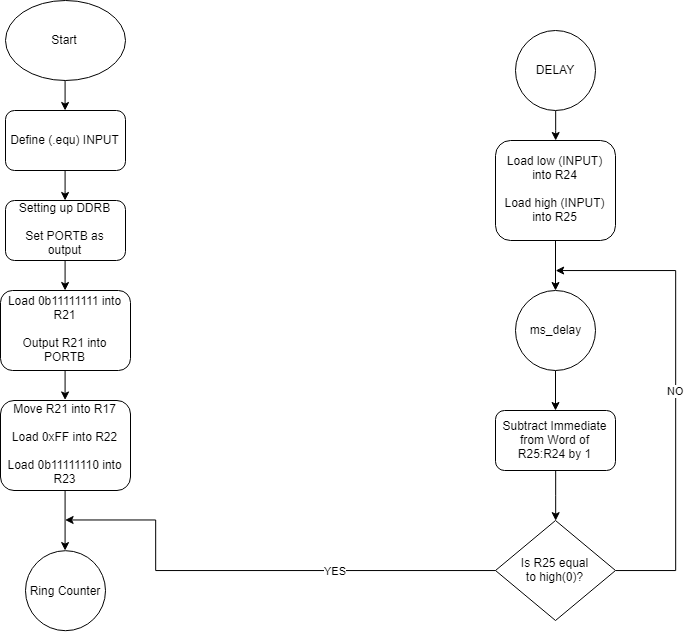 Start
Define (.equ) INPUT
Setting up DDRB
Set PORTB as
output
Load 0b11111111 into
R21
Output R21 into
PORTB
Move R21 into R17
Load 0xFF into R22
Load 0b11111110 into
R23
Ring Counter
DELAY
Load low (INPUT)
into R24
Load high (INPUT)
into R25
ms_delay
Subtract Immediate
from Word of
R25:R24 by 1
Is R25 equal
to high(0)?
YES
NO